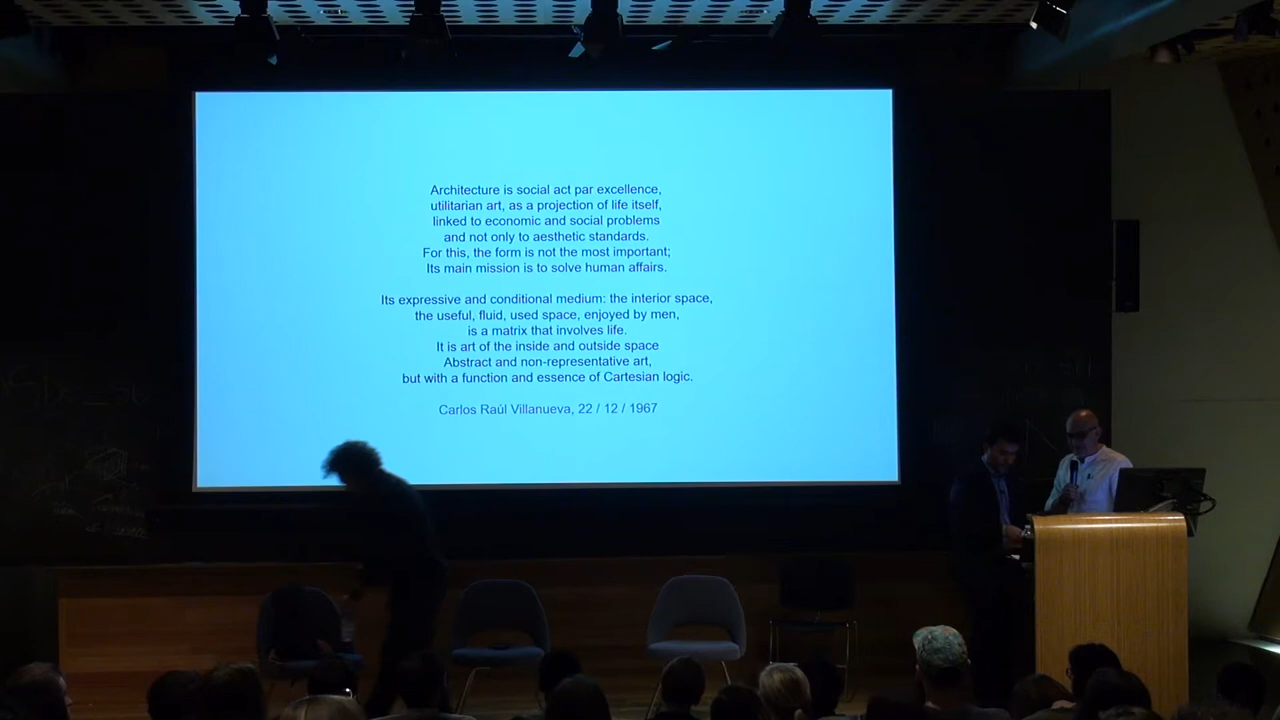 Architecture is social act par excellence,
utilitarian art, as a projection of life itself,
linked to economic and social problems
and not only to aesthetic standards.
For this, the form is not the most important;
Its main mission is to solve human affairs.
Its expressive and conditional medium: the interior space,
the useful, fluid, used space, enjoyed by men,
is a matrix that involves life.
It is art of the inside and outside space
Abstract and non-representative art,
but with a function and essence of Cartesian logic.
Carlos Raúl Villanueva, 22 / 12 / 1967